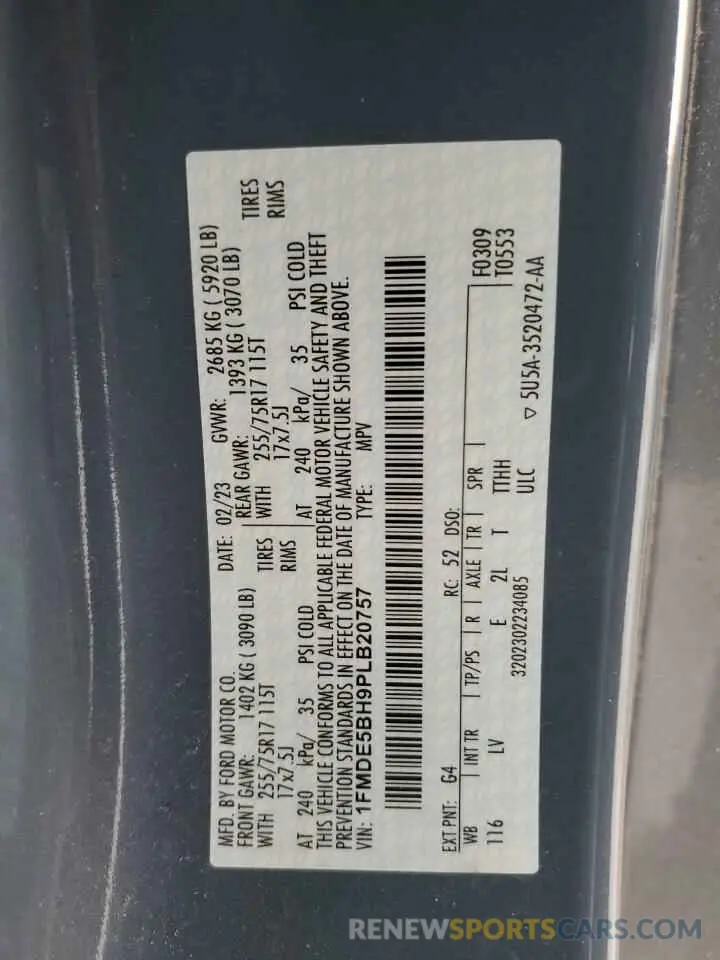 MFD. BY FORD MOTOR CO. DATE: 02/23 GVWR: 2685 KG ( 5920 LB)
FRONT GAWR: 1402 KG ( 3090 LB) REAR GAWR: 1393 KG ( 3070 LB)
WITH 255/75R17 115T TIRES WITH 255/75R17 115T TIRES
17x7.5J RIMS 17x7.5J RIMS
AT 240 kPa/ 35 PSI COLD AT 240 kPa/ 35 PSI COLD
THIS VEHICLE CONFORMS TO ALL APPLICABLE FEDERAL MOTOR VEHICLE SAFETY AND THEFT
PREVENTION STANDARDS IN EFFECT ON THE DATE OF MANUFACTURE SHOWN ABOVE.
VIN: 1FMDE5BH9PLB20757 TYPE: MPV
EXT PNT: G4 RC: 52 DSO: F0309
WB INT TR TP/PS R AXLE TR SPR T0553
116 LV E 2L T TTHH
3202302234085 ULC ▽ 5U5A-3520472-AA
RENEWSPORTSCARS.COM